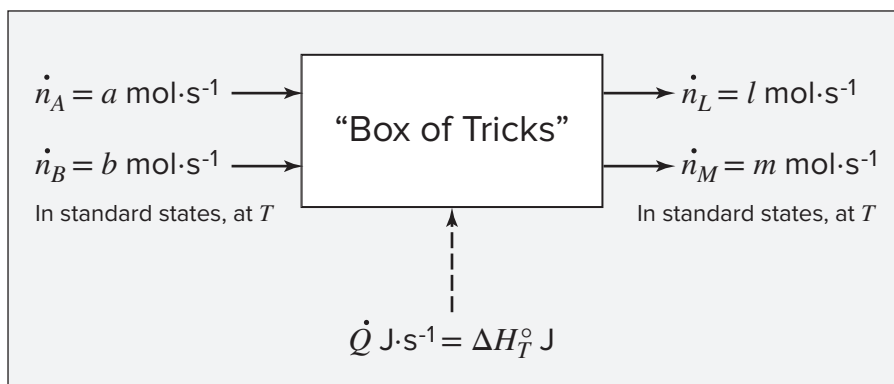 ṅ_A = a mol·s⁻¹
ṅ_B = b mol·s⁻¹
In standard states, at T
“Box of Tricks”
ṅ_L = l mol·s⁻¹
ṅ_M = m mol·s⁻¹
In standard states, at T
Q̇ J·s⁻¹ = ΔH°_T J